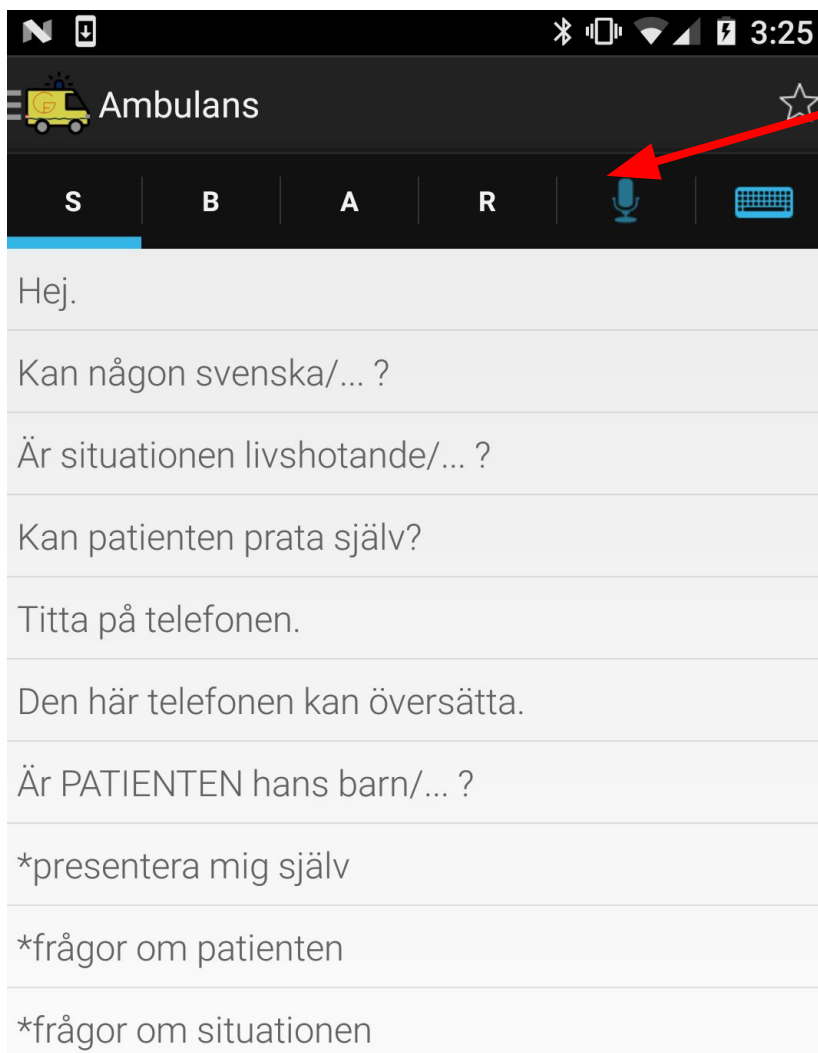 3:25
Ambulans
S B A R
Hej.
Kan någon svenska/... ?
Är situationen livshotande/... ?
Kan patienten prata själv?
Titta på telefonen.
Den här telefonen kan översätta.
Är PATIENTEN hans barn/... ?
*presentera mig själv
*frågor om patienten
*frågor om situationen